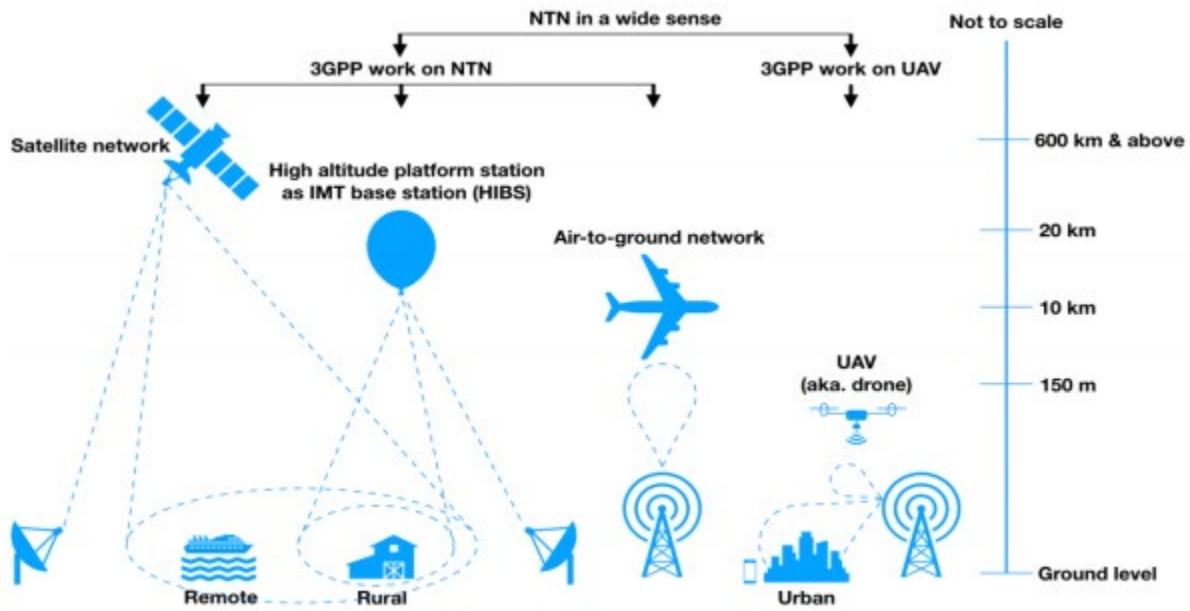 NTN in a wide sense
Not to scale
3GPP work on NTN
3GPP work on UAV
Satellite network
600 km & above
High altitude platform station
as IMT base station (HIBS)
20 km
Air-to-ground network
10 km
UAV
(aka. drone)
150 m
Ground level
Remote
Rural
Urban